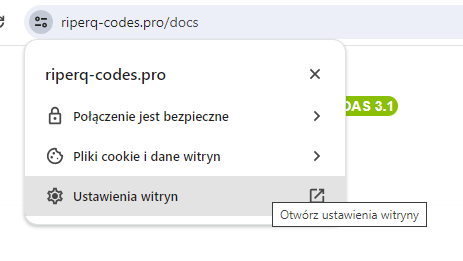 riperq-codes.pro/docs
riperq-codes.pro
Połączenie jest bezpieczne
OAS 3.1
Pliki cookie i dane witryn
Ustawienia witryn
Otwórz ustawienia witryny